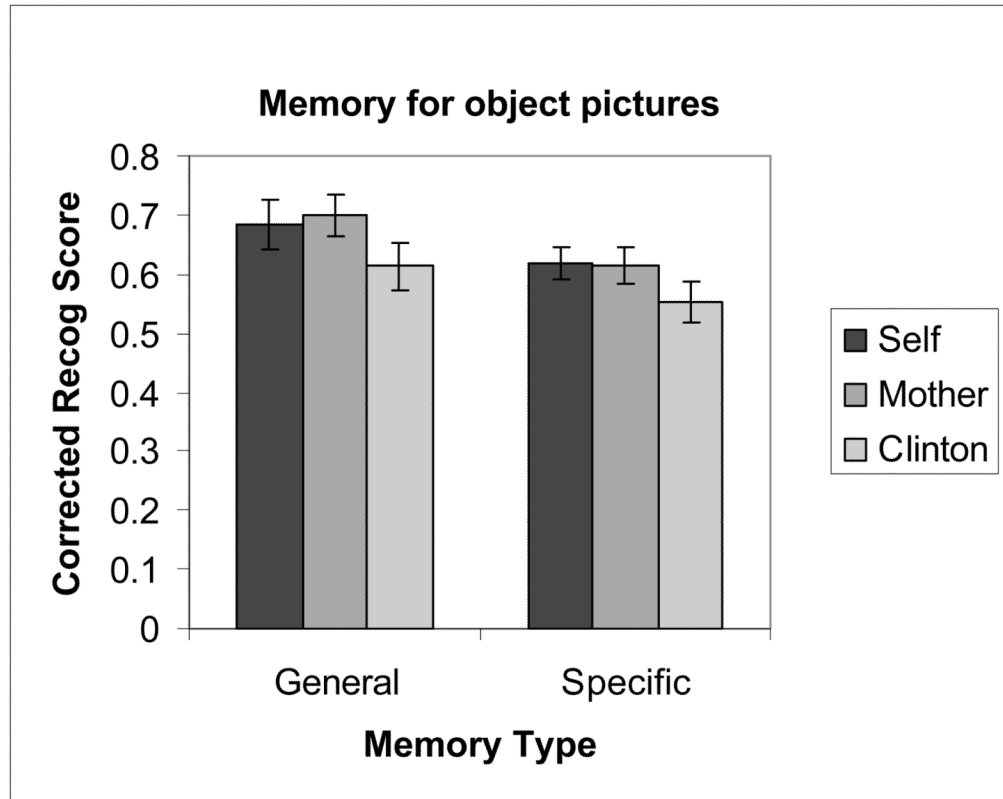 Memory for object pictures
Corrected Recog Score
0.8
0.7
0.6
0.5
0.4
0.3
0.2
0.1
0
General
Specific
Memory Type
Self
Mother
Clinton